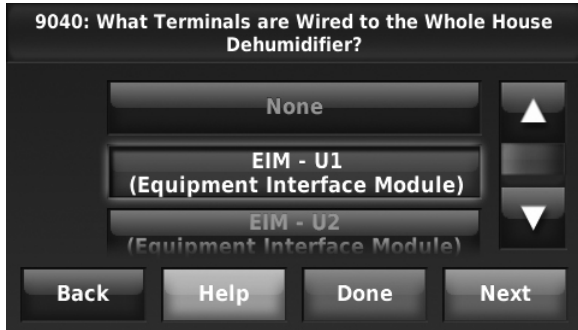 9040: What Terminals are Wired to the Whole House
Dehumidifier?
None
EIM - U1
(Equipment Interface Module)
EIM - U2
(Equipment Interface Module)
Back
Help
Done
Next